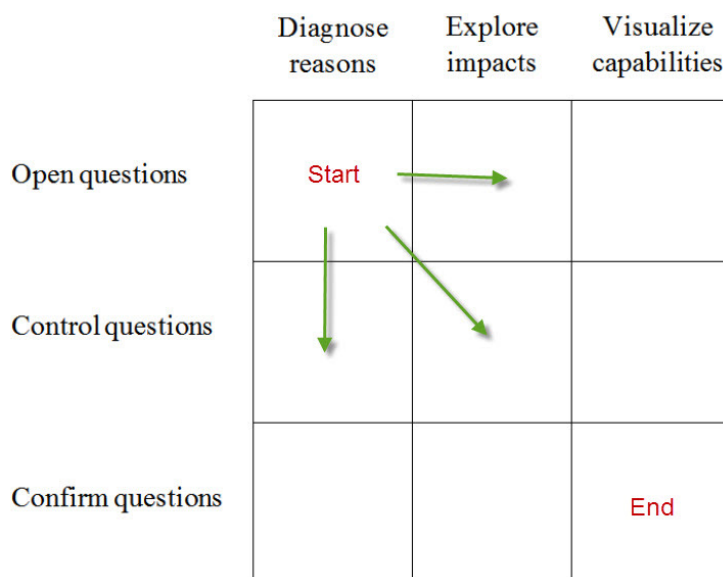 Diagnose reasons
Explore impacts
Visualize capabilities
Open questions
Start
Control questions
Confirm questions
End